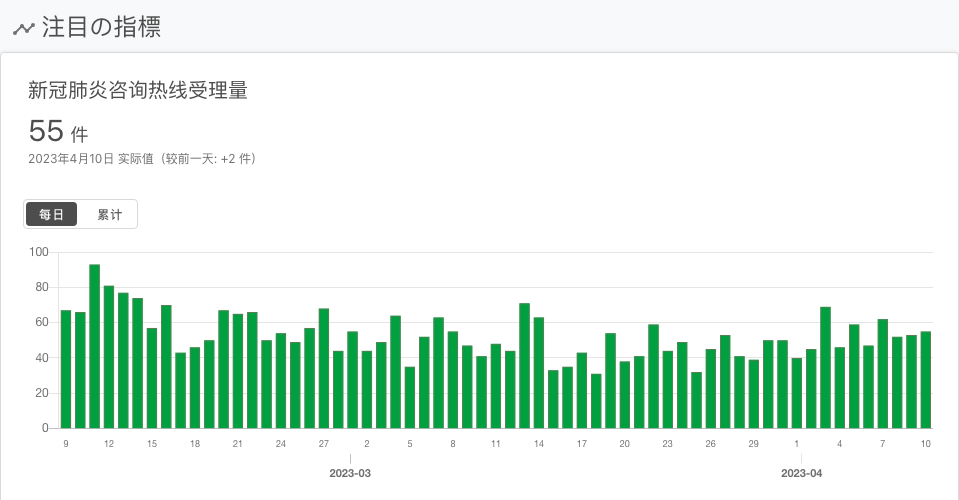 注目の指標
新冠肺炎咨询热线受理量
55 件
2023年4月10日 实际值（较前一天: +2 件）
每日 累计
100
80
60
40
20
0
9 12 15 18 21 24 27 2 5 8 11 14 17 20 23 26 29 1 4 7 10
2023-03 2023-04